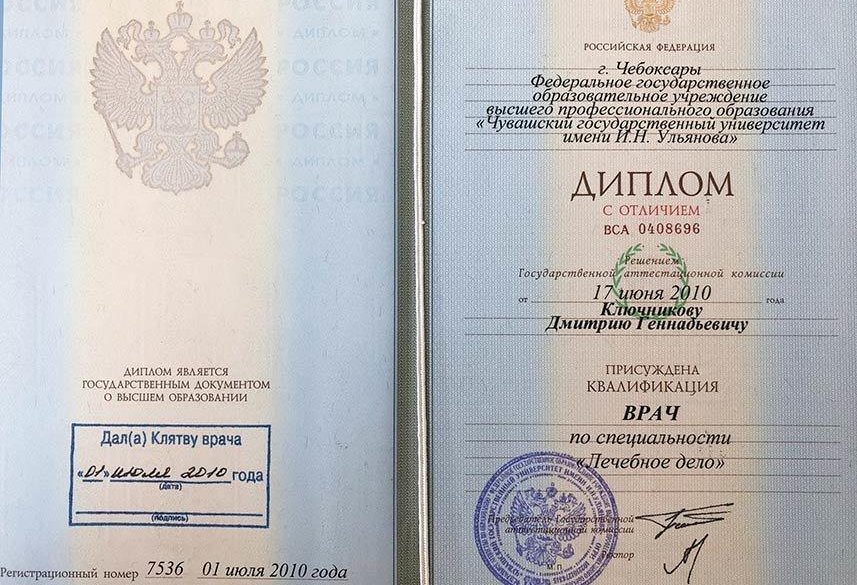 ДИПЛОМ ЯВЛЯЕТСЯ
ГОСУДАРСТВЕННЫМ ДОКУМЕНТОМ
О ВЫСШЕМ ОБРАЗОВАНИИ
Дал(а) Клятву врача
«01» июля 2010 года
(дата)
(подпись)
Регистрационный номер 7536 01 июля 2010 года
РОССИЙСКАЯ ФЕДЕРАЦИЯ
г. Чебоксары
Федеральное государственное
образовательное учреждение
высшего профессионального образования
«Чувашский государственный университет
имени И.Н. Ульянова»
ДИПЛОМ
С ОТЛИЧИЕМ
ВСА 0408696
Решением
Государственной аттестационной комиссии
от 17 июня 2010 года
Ключникову
Дмитрию Геннадьевичу
ПРИСУЖДЕНА
КВАЛИФИКАЦИЯ
ВРАЧ
по специальности
«Лечебное дело»
Председатель Государственной
аттестационной комиссии
Ректор
М.П.